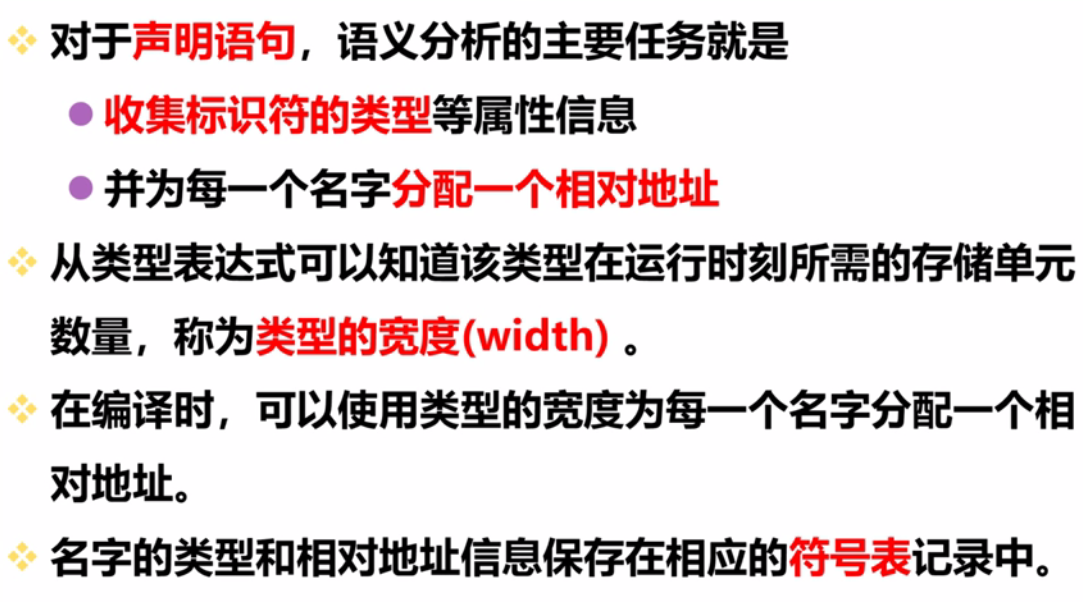 对于声明语句，语义分析的主要任务就是
收集标识符的类型等属性信息
并为每一个名字分配一个相对地址
从类型表达式可以知道该类型在运行时刻所需的存储单元
数量，称为类型的宽度(width) 。
在编译时，可以使用类型的宽度为每一个名字分配一个相
对地址。
名字的类型和相对地址信息保存在相应的符号表记录中。